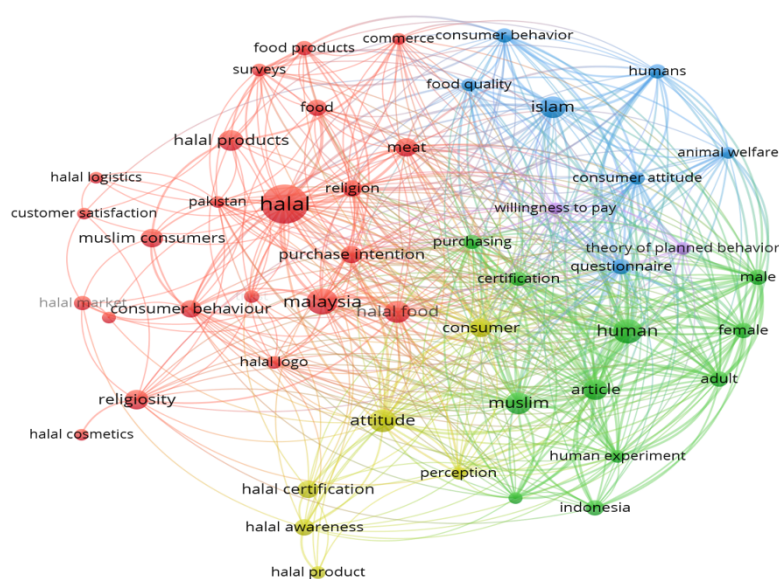 commerce
consumer behavior
food products
surveys
humans
food quality
food
islam
halal products
meat
animal welfare
halal logistics
religion
consumer attitude
pakistan
halal
customer satisfaction
willingness to pay
muslim consumers
purchasing
theory of planned behavior
purchase intention
questionnaire
certification
male
halal market
malaysia
consumer behaviour
halal food
consumer
human
female
halal logo
adult
article
religiosity
muslim
attitude
halal cosmetics
human experiment
perception
halal certification
indonesia
halal awareness
halal product